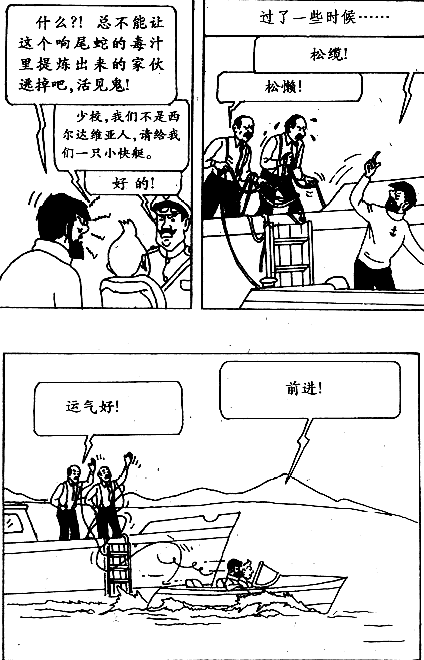 什么?! 总不能让
这个响尾蛇的毒汁
里提炼出来的家伙
逃掉吧,活见鬼!
少校,我们不是西
尔达维亚人,请给我
们一只小快艇。
好的!
过了一些时候……
松缆!
松懒!
运气好!
前进!